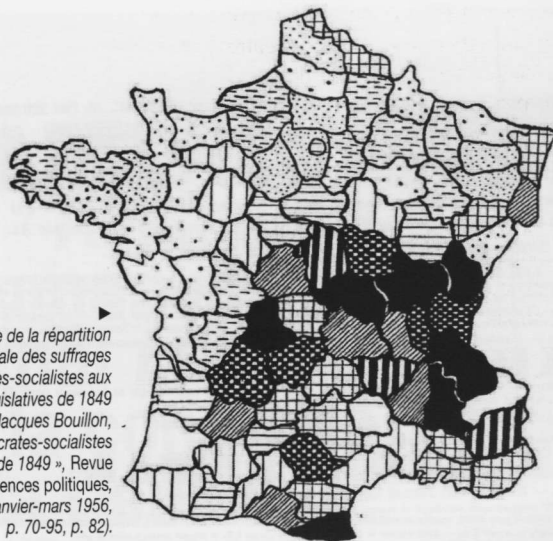 e de la répartition
ale des suffrages
es-socialistes aux
gislatives de 1849
Jacques Bouillon,
crates-socialistes
de 1849 », Revue
ences politiques,
anvier-mars 1956,
p. 70-95, p. 82).